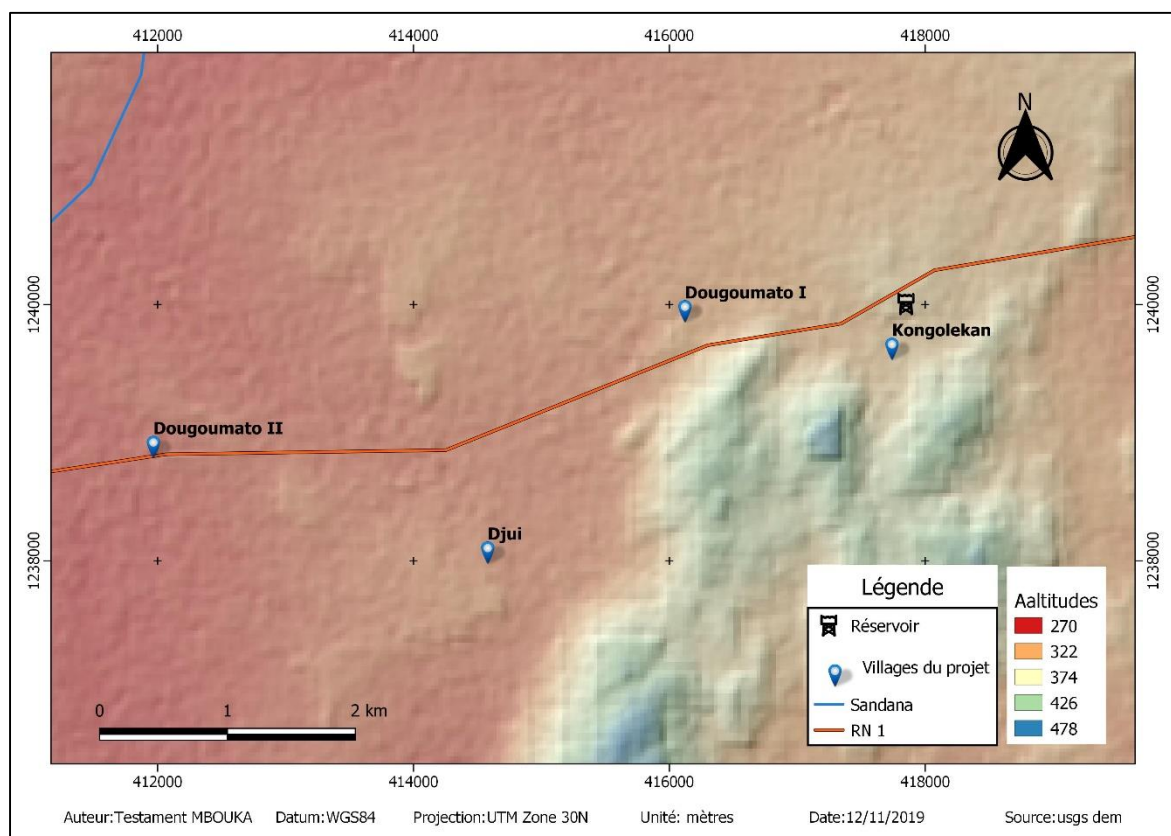 412000 414000 416000 418000
N
1240000 1240000
Dougoumato I
Kongolekan
Dougoumato II
Djui
1238000 1238000
Légende
Réservoir
Villages du projet
Sandana
RN 1
Aaltitudes
270
322
374
426
478
0 1 2 km
412000 414000 416000 418000
Auteur:Testament MBOUKA Datum:WGS84 Projection:UTM Zone 30N Unité: mètres Date:12/11/2019 Source:usgs dem